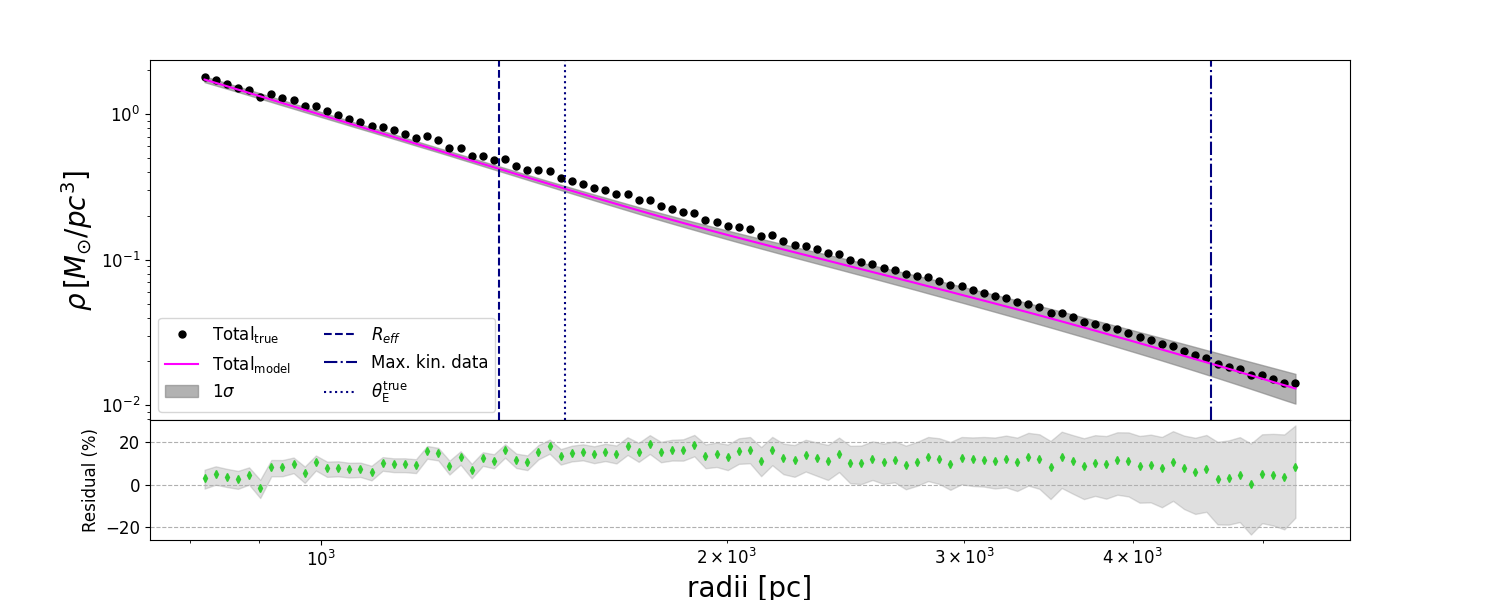 ρ [M⊙/pc³]
10⁰
10⁻¹
10⁻²
Total_true
Total_model
1σ
R_eff
Max. kin. data
θ_E^true
Residual (%)
20
0
−20
10³
2 × 10³
3 × 10³
4 × 10³
radii [pc]